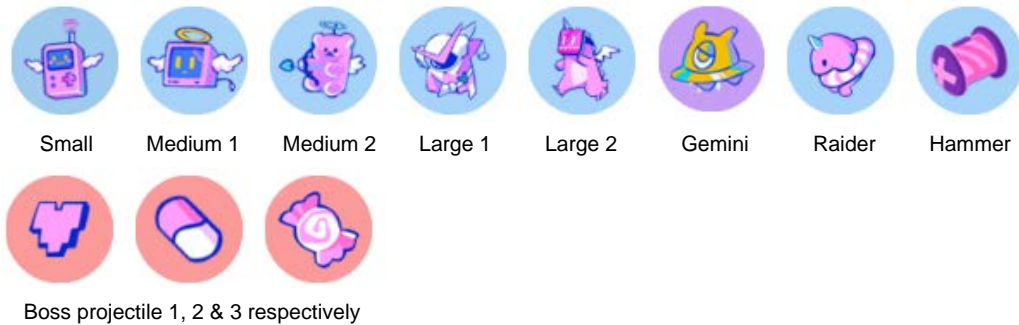 Small Medium 1 Medium 2 Large 1 Large 2 Gemini Raider Hammer
Boss projectile 1, 2 & 3 respectively